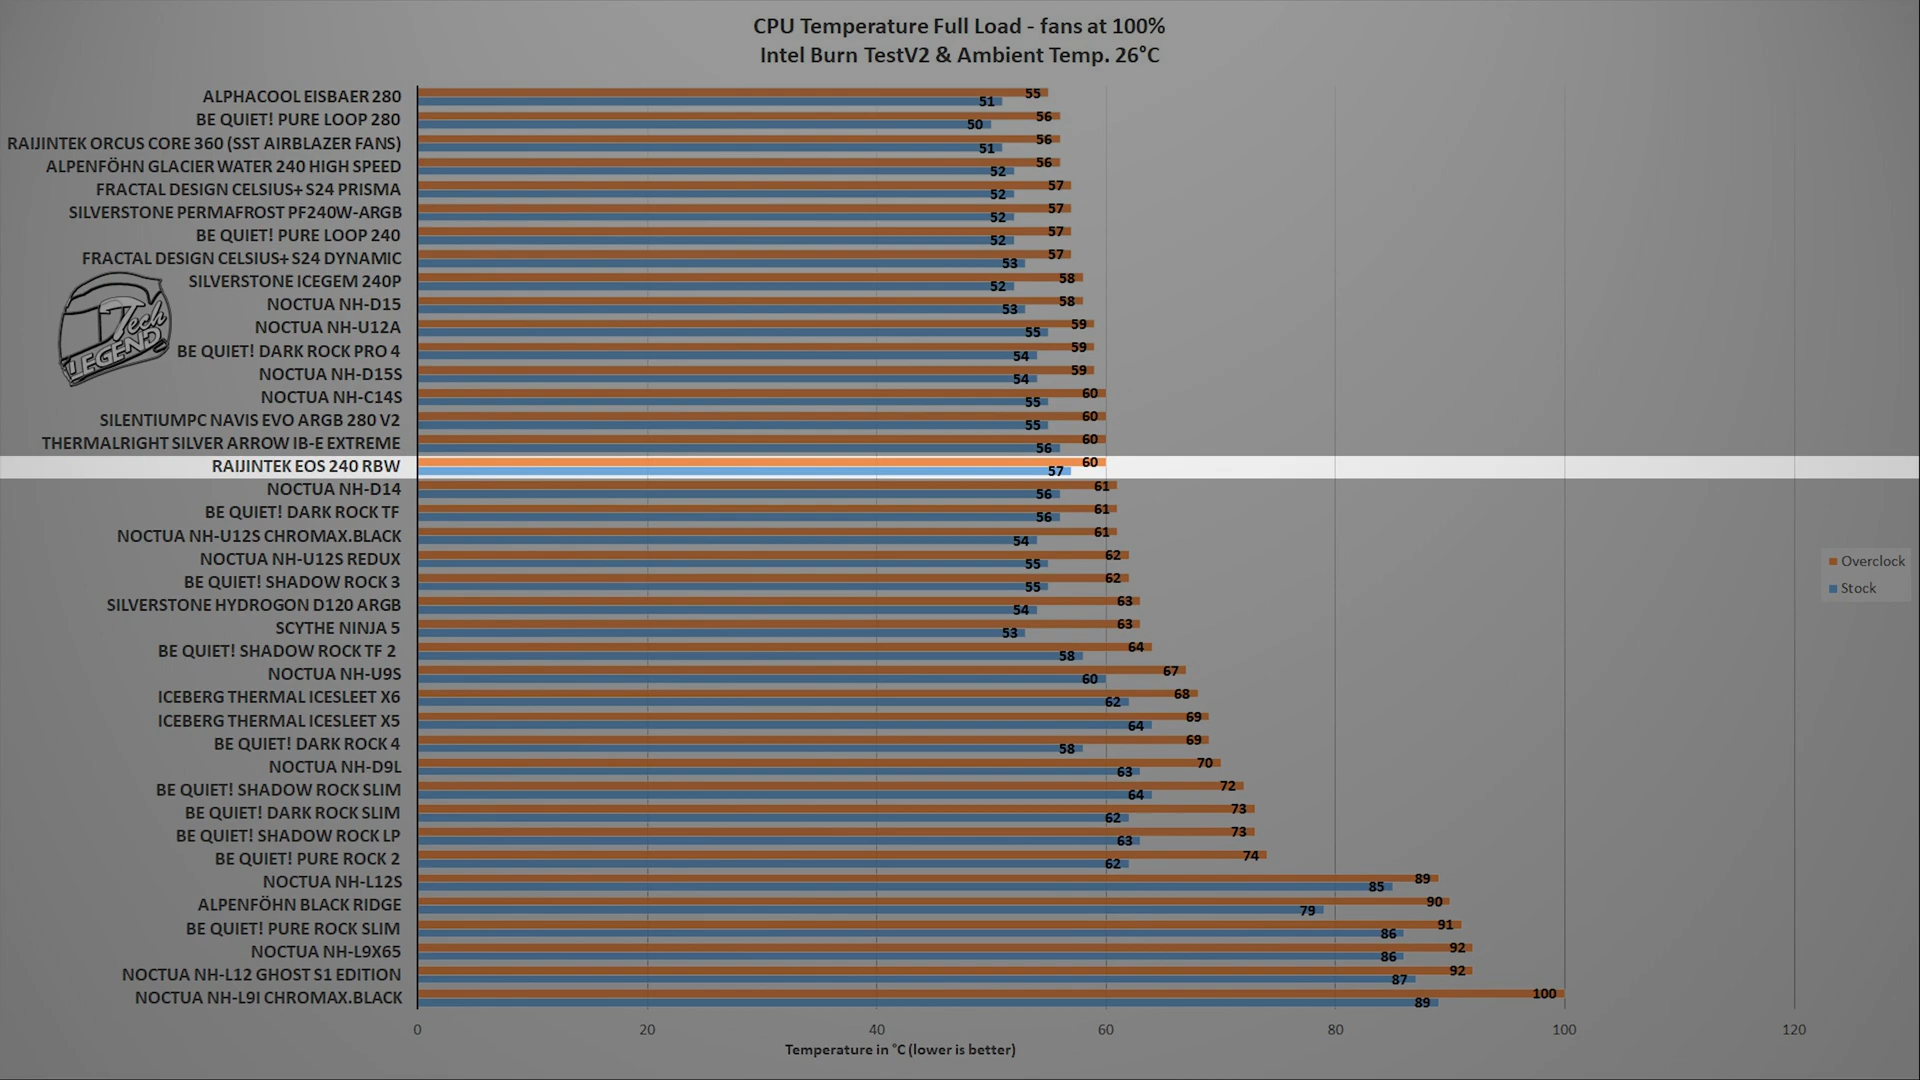 CPU Temperature Full Load - fans at 100%
Intel Burn TestV2 & Ambient Temp. 26°C
ALPHACOOL EISBAER 280 55 51
BE QUIET! PURE LOOP 280 56 50
RAIJINTEK ORCUS CORE 360 (SST AIRBLAZER FANS) 56 51
ALPENFÖHN GLACIER WATER 240 HIGH SPEED 56 52
FRACTAL DESIGN CELSIUS+ S24 PRISMA 57 52
SILVERSTONE PERMAFROST PF240W-ARGB 57 52
BE QUIET! PURE LOOP 240 57 52
FRACTAL DESIGN CELSIUS+ S24 DYNAMIC 57 53
SILVERSTONE ICEGEM 240P 58 52
NOCTUA NH-D15 58 53
NOCTUA NH-U12A 59 55
Tech
LEGEND
BE QUIET! DARK ROCK PRO 4 59 54
NOCTUA NH-D15S 59 54
NOCTUA NH-C14S 60 55
SILENTIUMPC NAVIS EVO ARGB 280 V2 60 55
THERMALRIGHT SILVER ARROW IB-E EXTREME 60 56
RAIJINTEK EOS 240 RBW 60 57
NOCTUA NH-D14 61 56
BE QUIET! DARK ROCK TF 61 56
NOCTUA NH-U12S CHROMAX.BLACK 61 54
NOCTUA NH-U12S REDUX 62 55
BE QUIET! SHADOW ROCK 3 62 55
SILVERSTONE HYDROGON D120 ARGB 63 54
SCYTHE NINJA 5 63 53
BE QUIET! SHADOW ROCK TF 2 64 58
NOCTUA NH-U9S 67 60
ICEBERG THERMAL ICESLEET X6 68 62
ICEBERG THERMAL ICESLEET X5 69 64
BE QUIET! DARK ROCK 4 69 58
NOCTUA NH-D9L 70 63
BE QUIET! SHADOW ROCK SLIM 72 64
BE QUIET! DARK ROCK SLIM 73 62
BE QUIET! SHADOW ROCK LP 73 63
BE QUIET! PURE ROCK 2 74 62
NOCTUA NH-L12S 89 85
ALPENFÖHN BLACK RIDGE 90 79
BE QUIET! PURE ROCK SLIM 91 86
NOCTUA NH-L9X65 92 86
NOCTUA NH-L12 GHOST S1 EDITION 92 87
NOCTUA NH-L9I CHROMAX.BLACK 100 89
Overclock
Stock
0 20 40 60 80 100 120
Temperature in °C (lower is better)